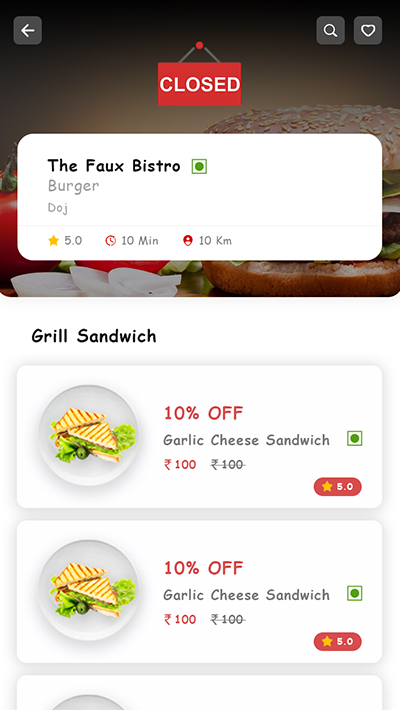 CLOSED
The Faux Bistro
Burger
Doj
5.0 10 Min 10 Km
Grill Sandwich
10% OFF
Garlic Cheese Sandwich
₹100 ₹100
5.0
10% OFF
Garlic Cheese Sandwich
₹100 ₹100
5.0